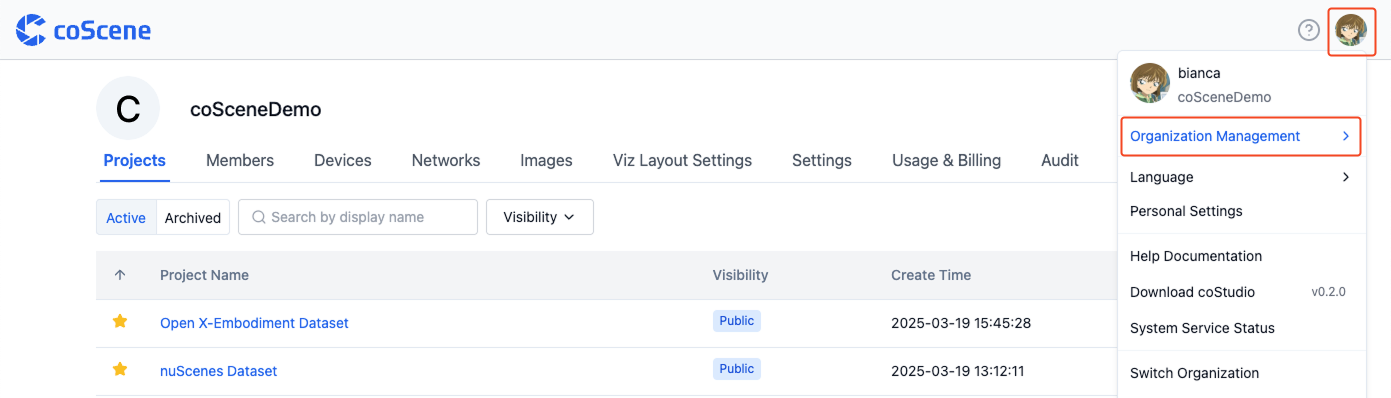 coScene
bianca
coSceneDemo
C
coSceneDemo
Organization Management
Language
Personal Settings
Help Documentation
Download coStudio v0.2.0
System Service Status
Switch Organization
Projects Members Devices Networks Images Viz Layout Settings Settings Usage & Billing Audit
Active Archived Search by display name Visibility
Project Name Visibility Create Time
Open X-Embodiment Dataset Public 2025-03-19 15:45:28
nuScenes Dataset Public 2025-03-19 13:12:11